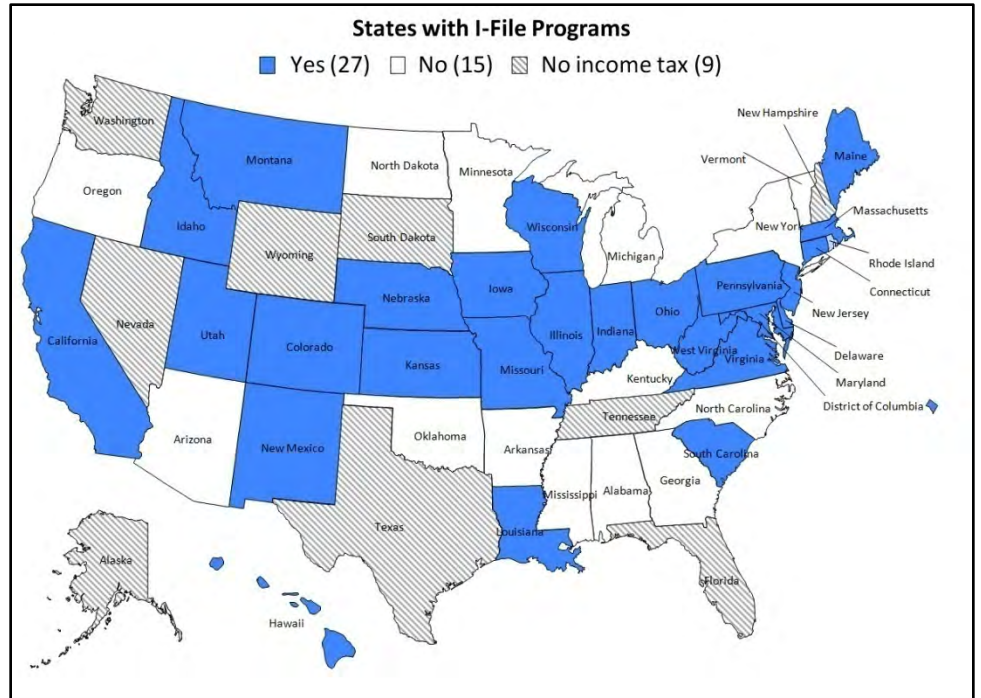 States with I-File Programs
Yes (27) No (15) No income tax (9)
New Hampshire
Washington
Maine
Montana
North Dakota
Minnesota
Vermont
Oregon
Massachusetts
Idaho
Wisconsin
New York
South Dakota
Wyoming
Michigan
Rhode Island
Pennsylvania
Connecticut
Iowa
Nebraska
New Jersey
Nevada
Ohio
Utah
Illinois
Indiana
California
Colorado
Delaware
West Virginia
Virginia
Kansas
Missouri
Kentucky
Maryland
District of Columbia
North Carolina
Tennessee
Oklahoma
Arizona
New Mexico
Arkansas
South Carolina
Georgia
Mississippi
Alabama
Texas
Louisiana
Alaska
Florida
Hawaii